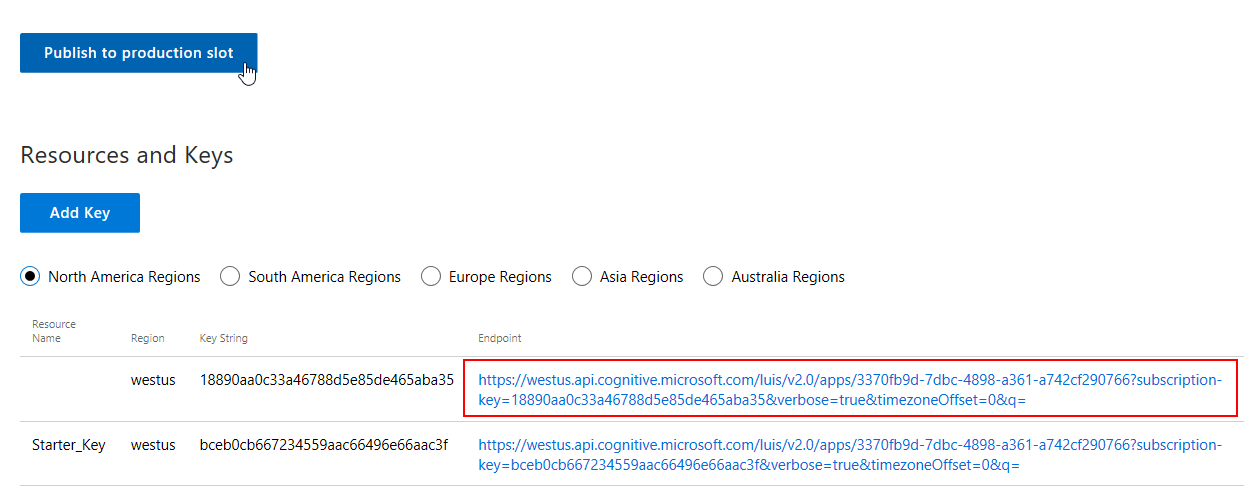 Publish to production slot
Resources and Keys
Add Key
North America Regions South America Regions Europe Regions Asia Regions Australia Regions
Resource
Name Region Key String Endpoint
westus 18890aa0c33a46788d5e85de465aba35 https://westus.api.cognitive.microsoft.com/luis/v2.0/apps/3370fb9d-7dbc-4898-a361-a742cf290766?subscription-
key=18890aa0c33a46788d5e85de465aba35&verbose=true&timezoneOffset=0&q=
Starter_Key westus bceb0cb667234559aac66496e66aac3f https://westus.api.cognitive.microsoft.com/luis/v2.0/apps/3370fb9d-7dbc-4898-a361-a742cf290766?subscription-
key=bceb0cb667234559aac66496e66aac3f&verbose=true&timezoneOffset=0&q=